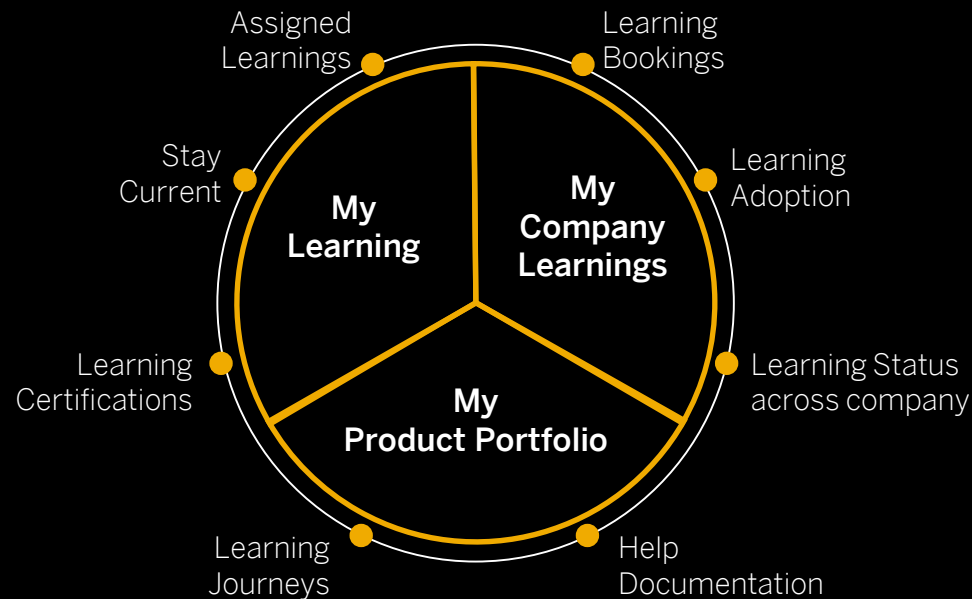 Assigned
Learnings
Learning
Bookings
Stay
Current
Learning
Adoption
My
Learning
My
Company
Learnings
Learning
Certifications
Learning Status
across company
My
Product Portfolio
Learning
Journeys
Help
Documentation